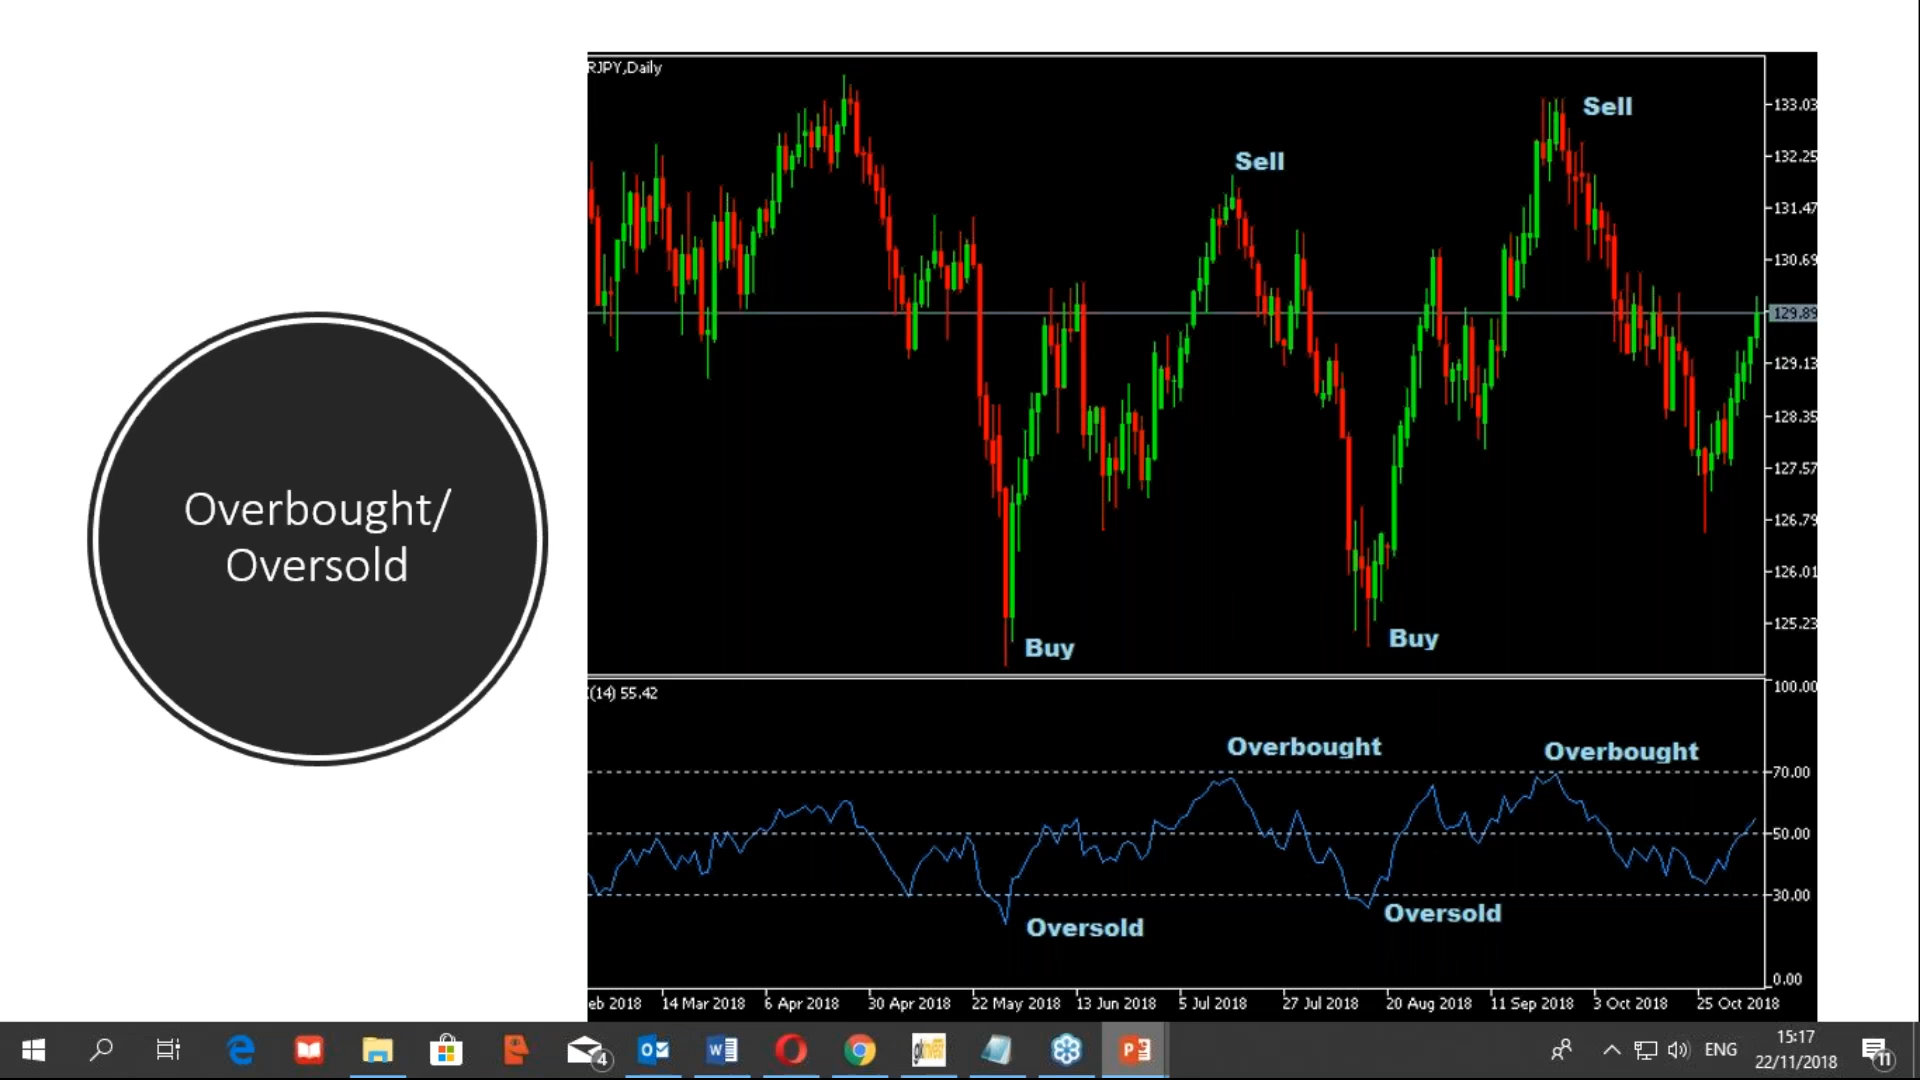 Overbought/
Oversold
RJPY,Daily
Sell
Sell
Buy
Buy
133.03
132.25
131.47
130.69
129.89
129.13
128.35
127.57
126.79
126.01
125.23
(14) 55.42
Overbought
Overbought
Oversold
Oversold
100.00
70.00
50.00
30.00
0.00
eb 2018 14 Mar 2018 6 Apr 2018 30 Apr 2018 22 May 2018 13 Jun 2018 5 Jul 2018 27 Jul 2018 20 Aug 2018 11 Sep 2018 3 Oct 2018 25 Oct 2018
4
ENG
15:17
22/11/2018
11